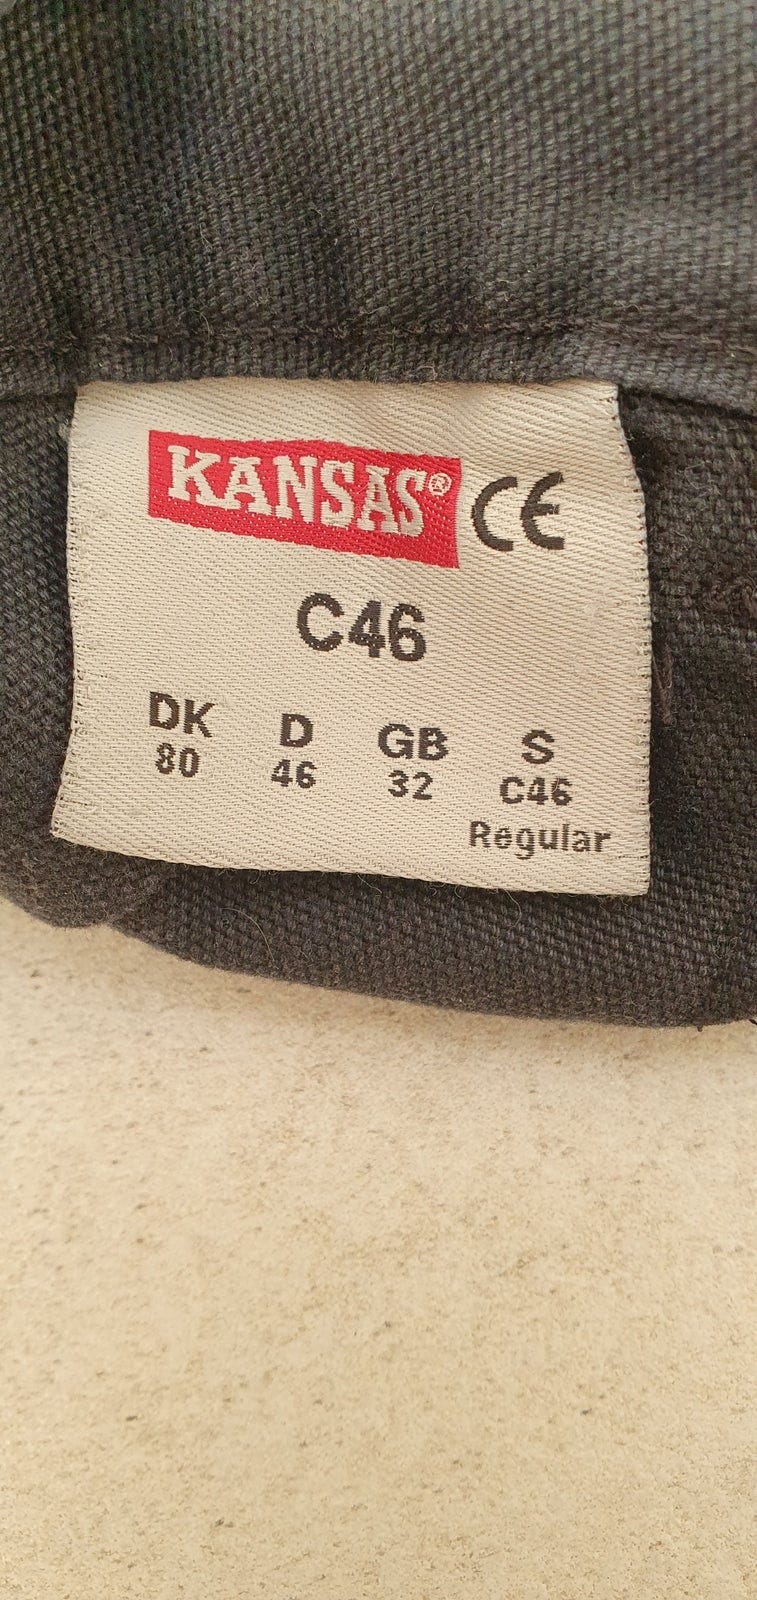 KANSAS® CE
C46
DK D GB S
80 46 32 C46
Regular